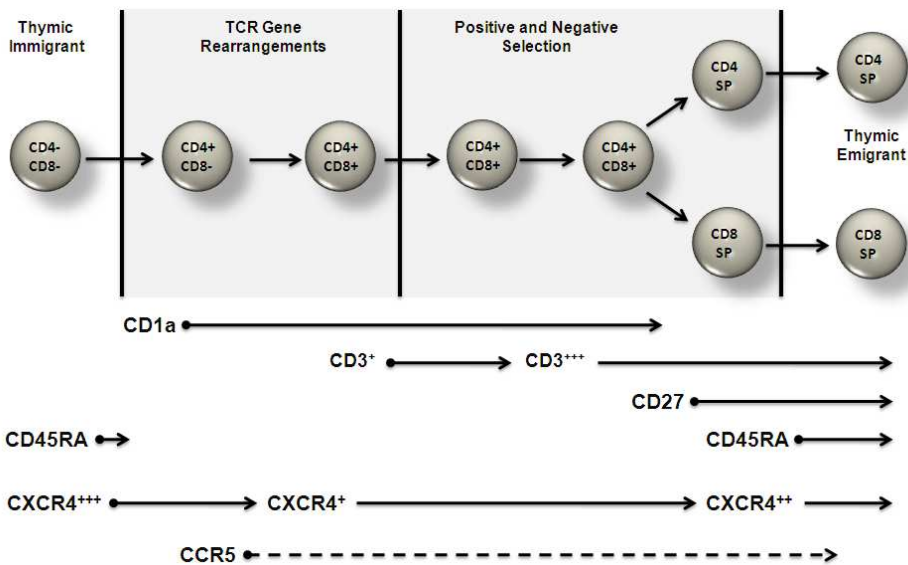 Thymic
Immigrant
TCR Gene
Rearrangements
Positive and Negative
Selection
CD4-
CD8-
CD4+
CD8-
CD4+
CD8+
CD4+
CD8+
CD4+
CD8+
CD4
SP
CD8
SP
CD4
SP
Thymic
Emigrant
CD8
SP
CD1a
CD3⁺
CD3⁺⁺⁺
CD27
CD45RA
CD45RA
CXCR4⁺⁺⁺
CXCR4⁺
CXCR4⁺⁺
CCR5